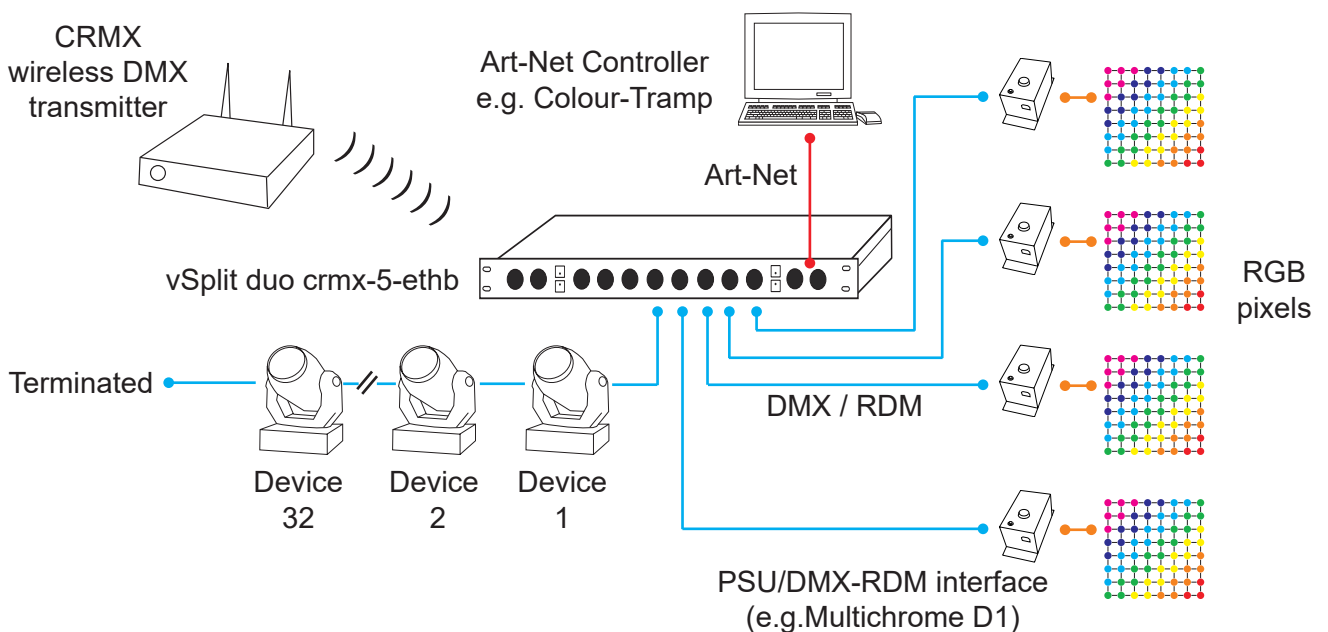 CRMX
wireless DMX
transmitter
Art-Net Controller
e.g. Colour-Tramp
Art-Net
vSplit duo crmx-5-ethb
RGB
pixels
Terminated
DMX / RDM
Device
32
Device
2
Device
1
PSU/DMX-RDM interface
(e.g.Multichrome D1)